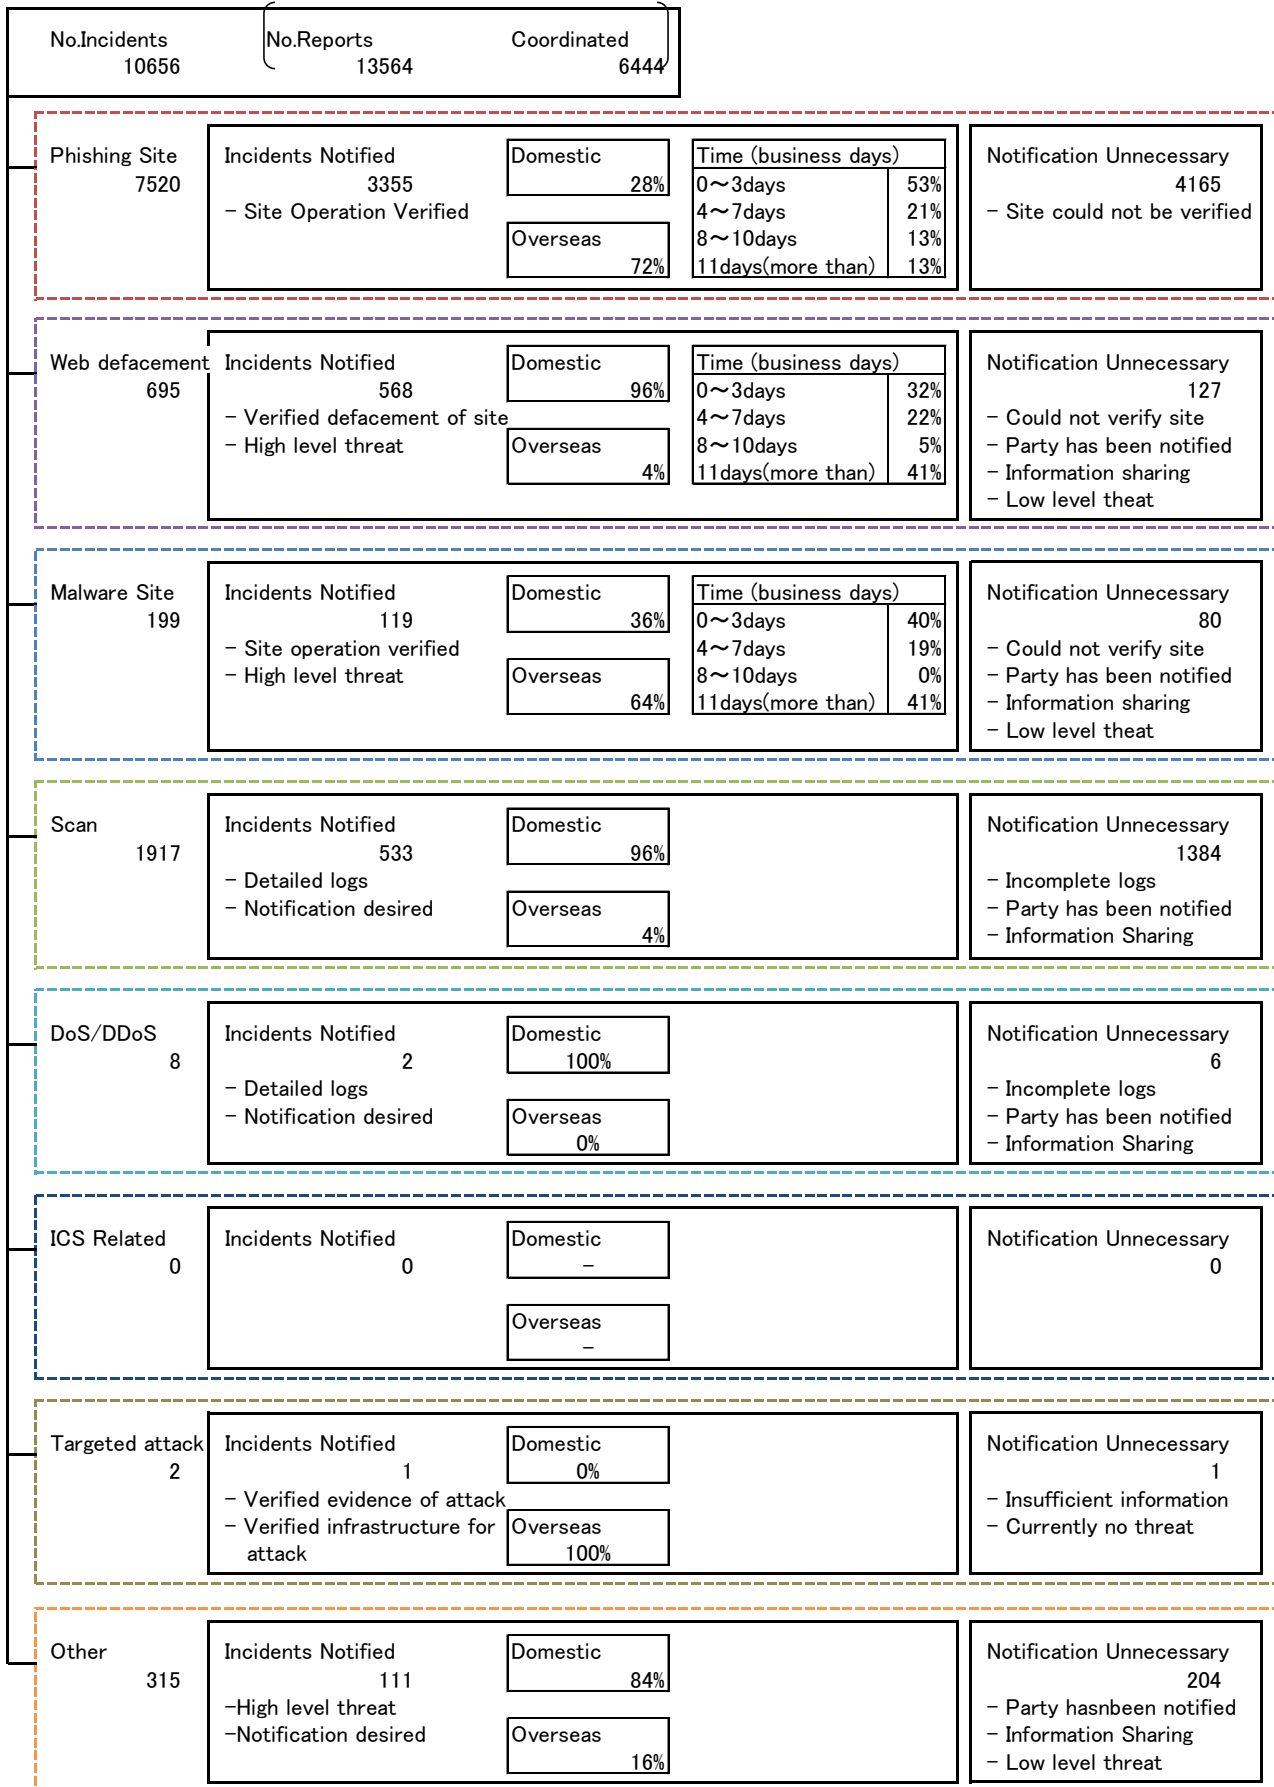 No.Incidents No.Reports Coordinated
10656 13564 6444
Phishing Site Incidents Notified Domestic Time (business days) Notification Unnecessary
7520 3355 28% 0～3days 53% 4165
- Site Operation Verified 4～7days 21% - Site could not be verified
Overseas 8～10days 13%
72% 11days(more than) 13%
Web defacement Incidents Notified Domestic Time (business days) Notification Unnecessary
695 568 96% 0～3days 32% 127
- Verified defacement of site 4～7days 22% - Could not verify site
- High level threat Overseas 8～10days 5% - Party has been notified
4% 11days(more than) 41% - Information sharing
- Low level theat
Malware Site Incidents Notified Domestic Time (business days) Notification Unnecessary
199 119 36% 0～3days 40% 80
- Site operation verified 4～7days 19% - Could not verify site
- High level threat Overseas 8～10days 0% - Party has been notified
64% 11days(more than) 41% - Information sharing
- Low level theat
Scan Incidents Notified Domestic Notification Unnecessary
1917 533 96% 1384
- Detailed logs - Incomplete logs
- Notification desired Overseas - Party has been notified
4% - Information Sharing
DoS/DDoS Incidents Notified Domestic Notification Unnecessary
8 2 100% 6
- Detailed logs - Incomplete logs
- Notification desired Overseas - Party has been notified
0% - Information Sharing
ICS Related Incidents Notified Domestic Notification Unnecessary
0 0 - 0
Overseas
-
Targeted attack Incidents Notified Domestic Notification Unnecessary
2 1 0% 1
- Verified evidence of attack - Insufficient information
- Verified infrastructure for Overseas - Currently no threat
attack 100%
Other Incidents Notified Domestic Notification Unnecessary
315 111 84% 204
-High level threat - Party hasnbeen notified
-Notification desired Overseas - Information Sharing
16% - Low level threat